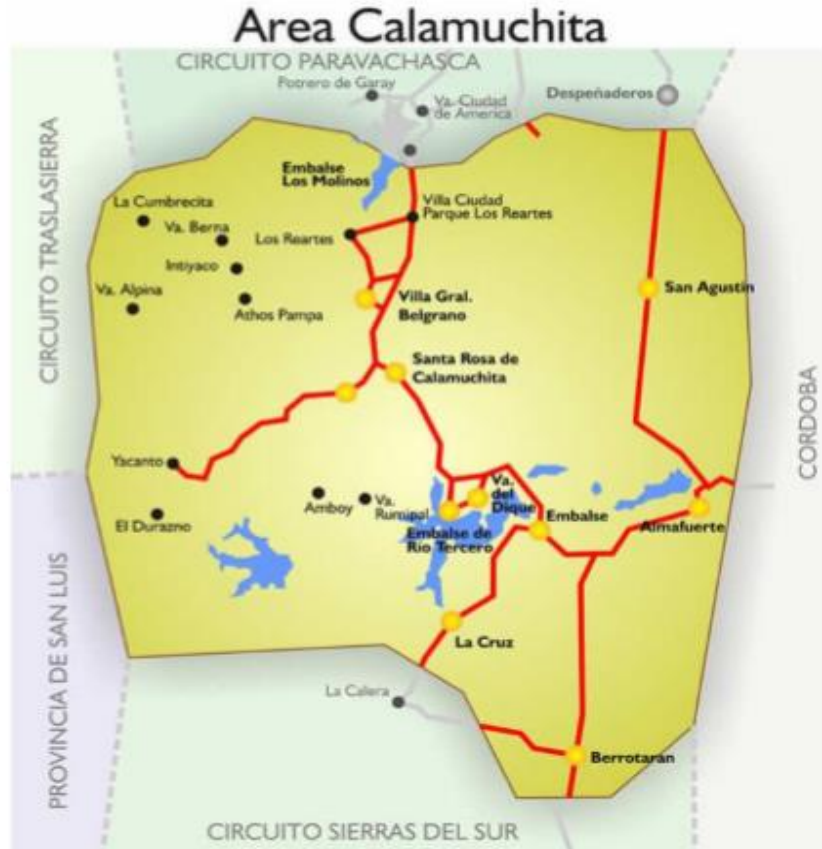 Area Calamuchita
CIRCUITO PARAVACHASCA
Potrero de Garay
Va. Ciudad
de America
Despeñaderos
CIRCUITO TRASLASIERRA
Embalse
Los Molinos
La Cumbrecita
Va. Berna
Los Reartes
Villa Ciudad
Parque Los Reartes
Intiyaco
Va. Alpina
Athos Pampa
Villa Gral.
Belgrano
San Agustin
Santa Rosa de
Calamuchita
CORDOBA
Yacanto
Amboy
Va.
Rumipal
Va.
del
Dique
El Durazno
Embalse de
Rio Tercero
Embalse
Almafuerte
PROVINCIA DE SAN LUIS
La Cruz
La Calera
Berrotaran
CIRCUITO SIERRAS DEL SUR